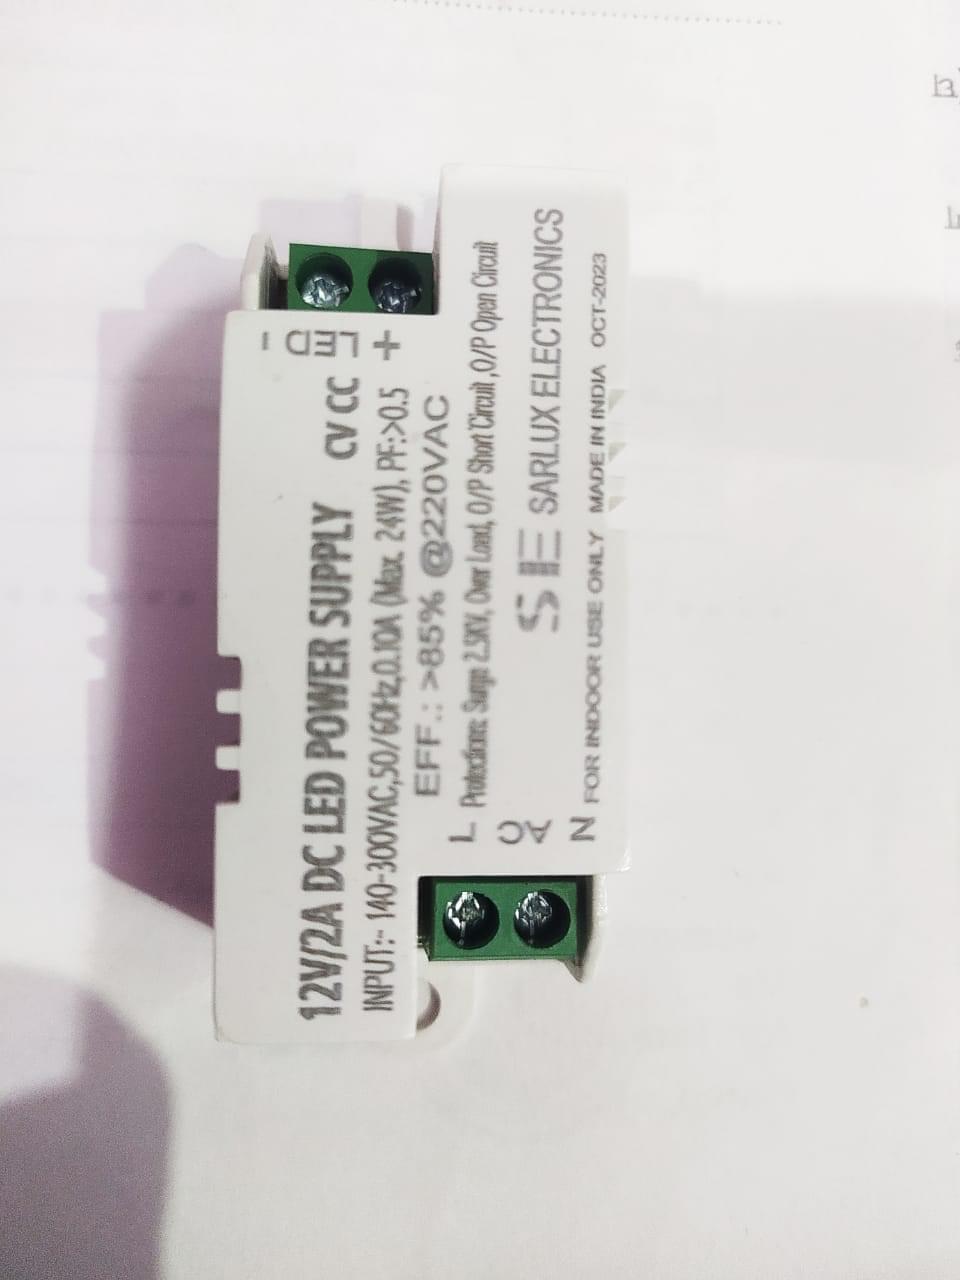 12V/2A DC LED POWER SUPPLY CV CC
INPUT:- 140-300VAC,50/60Hz,0.10A (Max. 24W), PF:>0.5
EFF.: >85% @220VAC
Protections: Surge 2.5KV, Over Load, O/P Short Circuit ,O/P Open Circuit
SE SARLUX ELECTRONICS
FOR INDOOR USE ONLY MADE IN INDIA OCT-2023
- LED +
L AC N